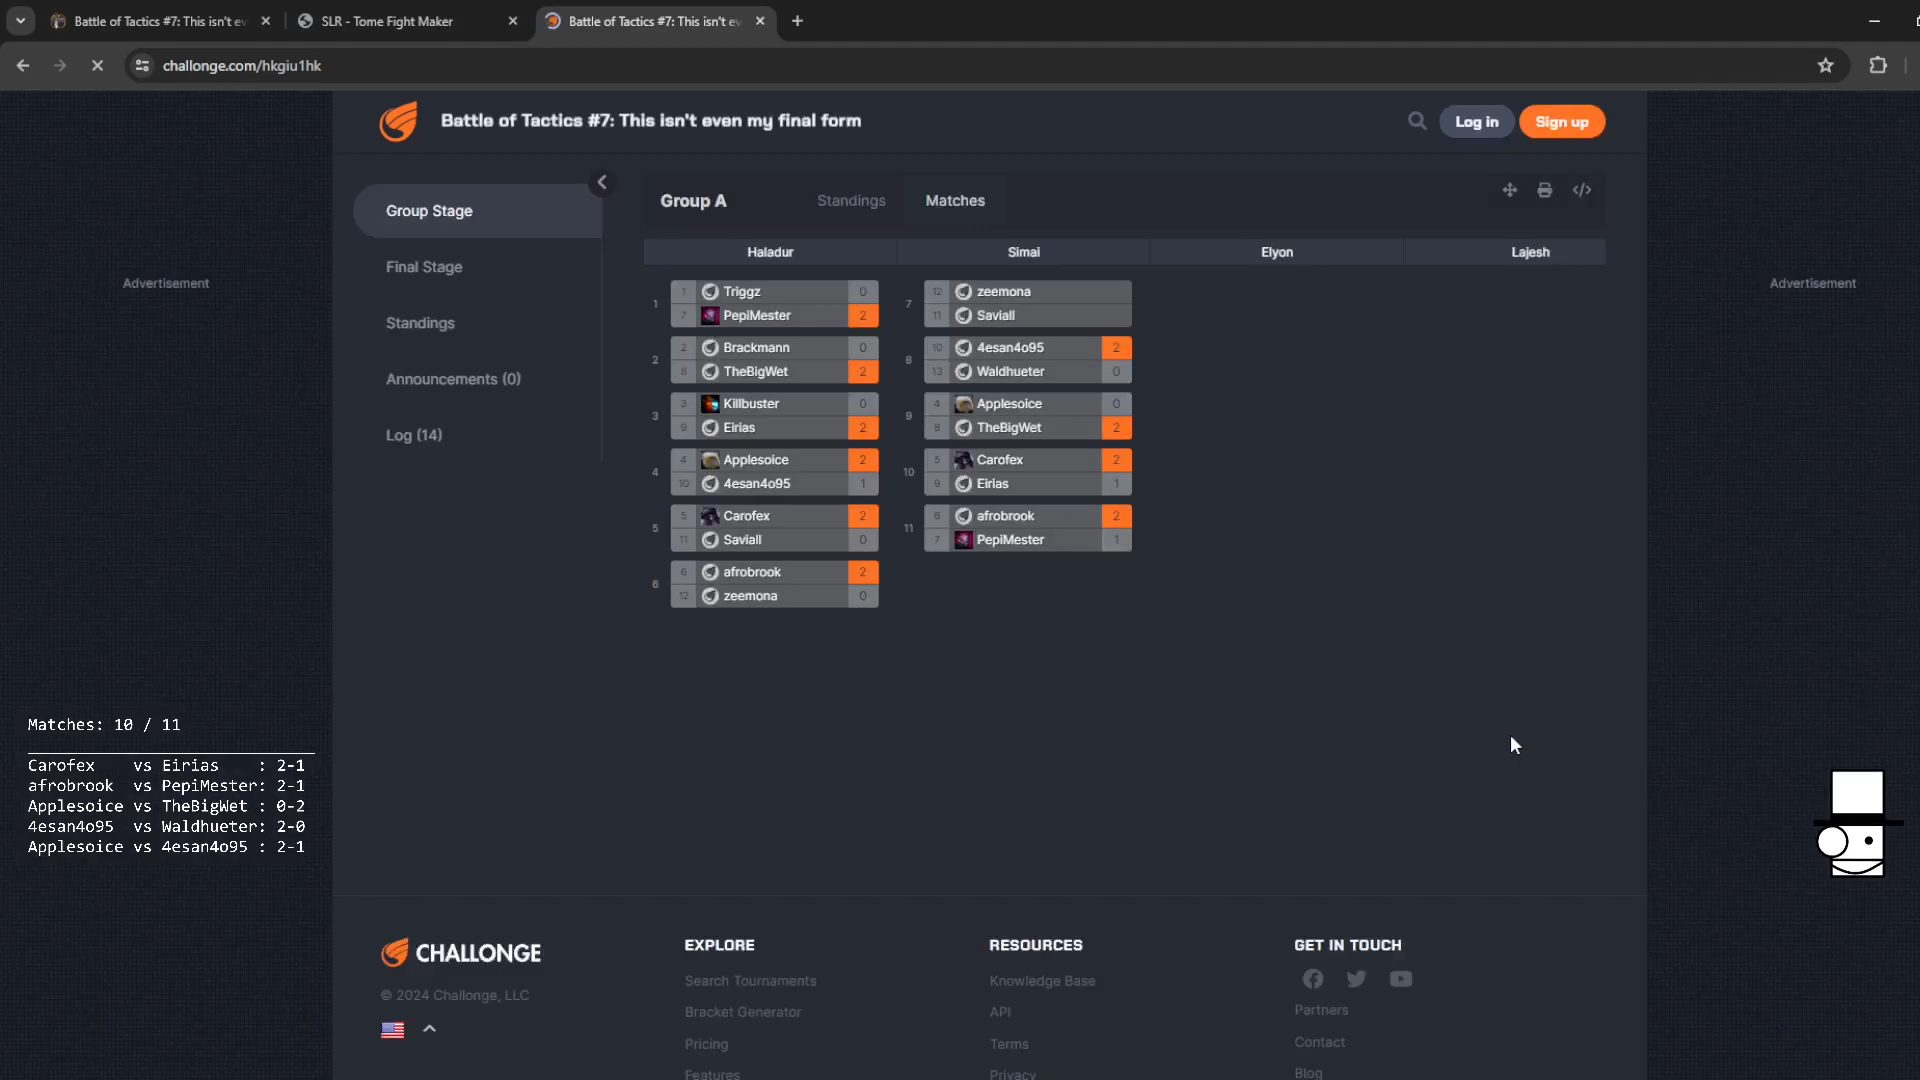 Battle of Tactics #7: This isn't ev
SLR - Tome Fight Maker
Battle of Tactics #7: This isn't ev
challonge.com/hkgiu1hk
Battle of Tactics #7: This isn't even my final form
Log in
Sign up
Group Stage
Final Stage
Standings
Announcements (0)
Log (14)
Advertisement
Advertisement
Group A
Standings
Matches
Haladur
Simai
Elyon
Lajesh
1
1 Triggz 0
7 PepiMester 2
2
2 Brackmann 0
8 TheBigWet 2
3
3 Killbuster 0
9 Eirias 2
4
4 Applesoice 2
10 4esan4o95 1
5
5 Carofex 2
11 Saviall 0
6
6 afrobrook 2
12 zeemona 0
7
12 zeemona
11 Saviall
8
10 4esan4o95 2
13 Waldhueter 0
9
4 Applesoice 0
8 TheBigWet 2
10
5 Carofex 2
9 Eirias 1
11
6 afrobrook 2
7 PepiMester 1
Matches: 10 / 11
Carofex vs Eirias : 2-1
afrobrook vs PepiMester: 2-1
Applesoice vs TheBigWet : 0-2
4esan4o95 vs Waldhueter: 2-0
Applesoice vs 4esan4o95 : 2-1
CHALLONGE
© 2024 Challonge, LLC
EXPLORE
Search Tournaments
Bracket Generator
Pricing
Features
RESOURCES
Knowledge Base
API
Terms
Privacy
GET IN TOUCH
Partners
Contact
Blog